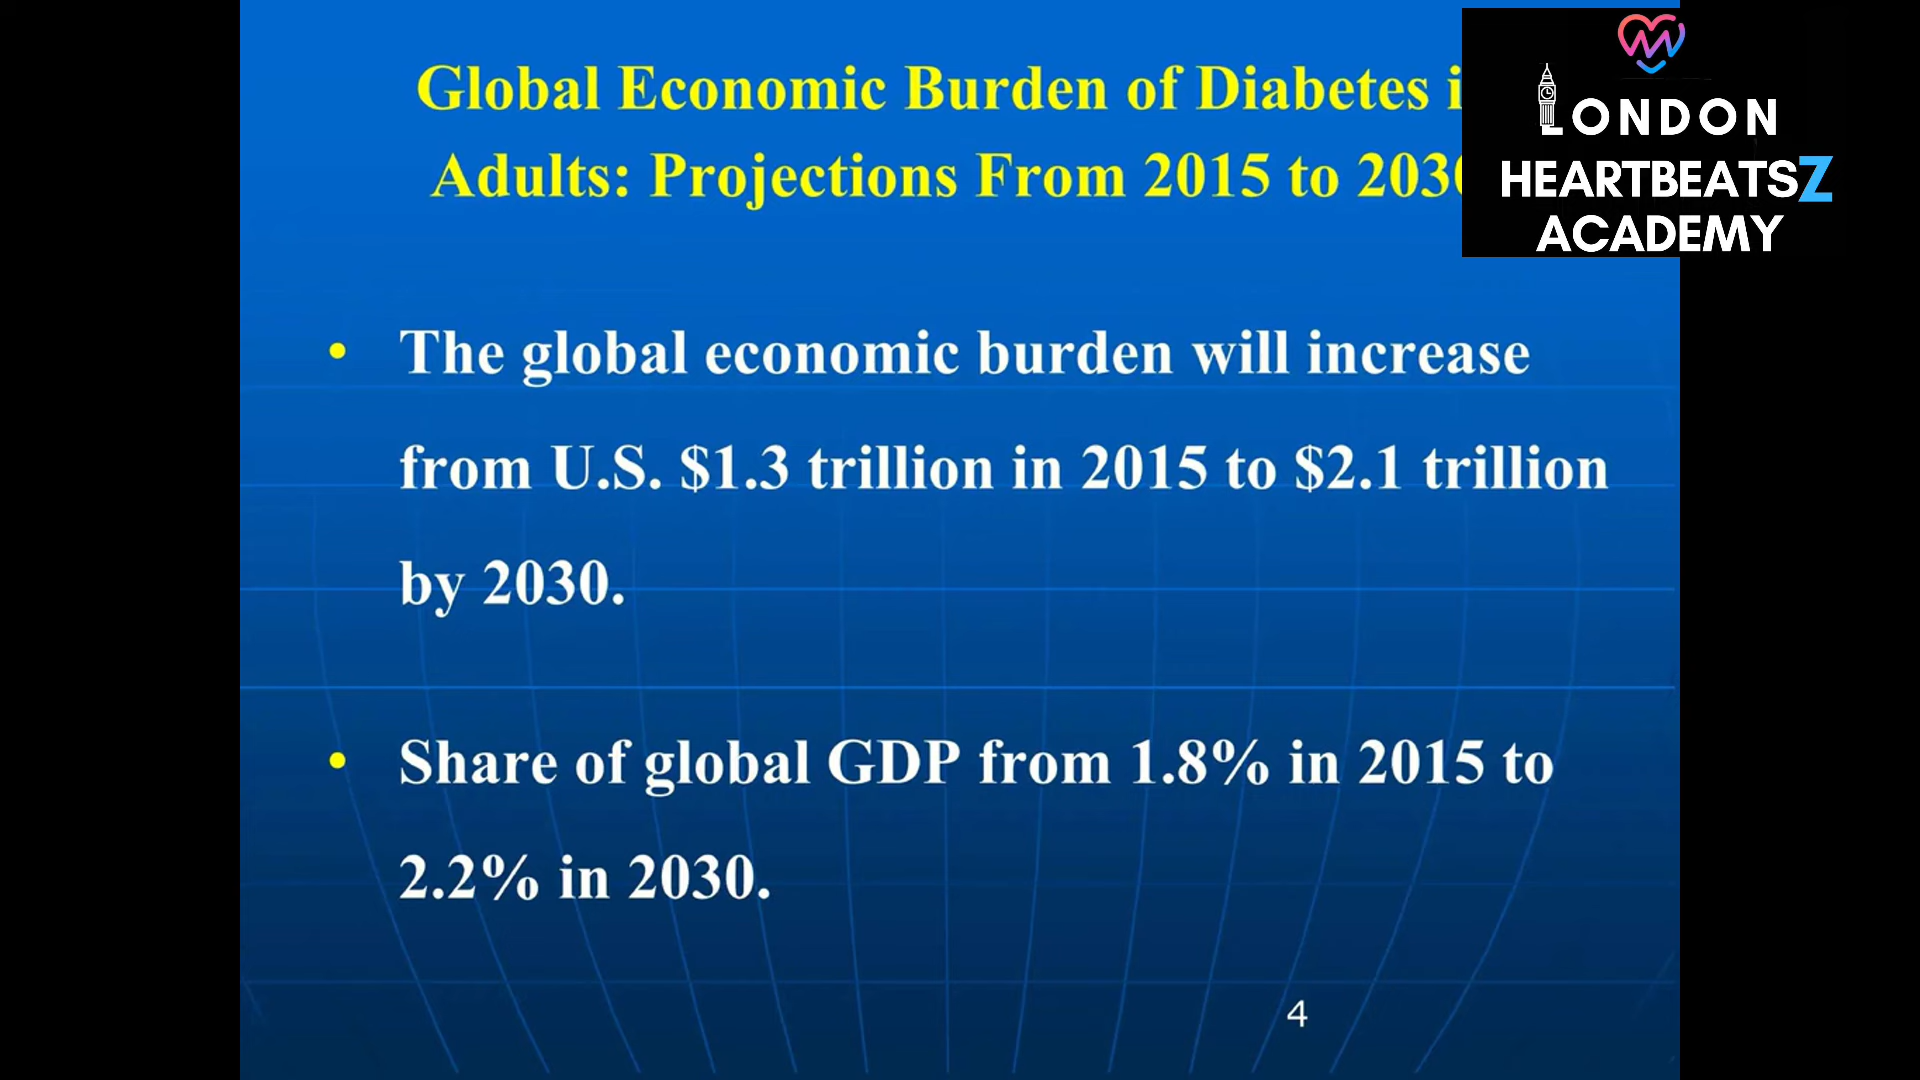 Global Economic Burden of Diabetes i
Adults: Projections From 2015 to 203
LONDON
HEARTBEATSZ
ACADEMY
• The global economic burden will increase
from U.S. $1.3 trillion in 2015 to $2.1 trillion
by 2030.
• Share of global GDP from 1.8% in 2015 to
2.2% in 2030.
4